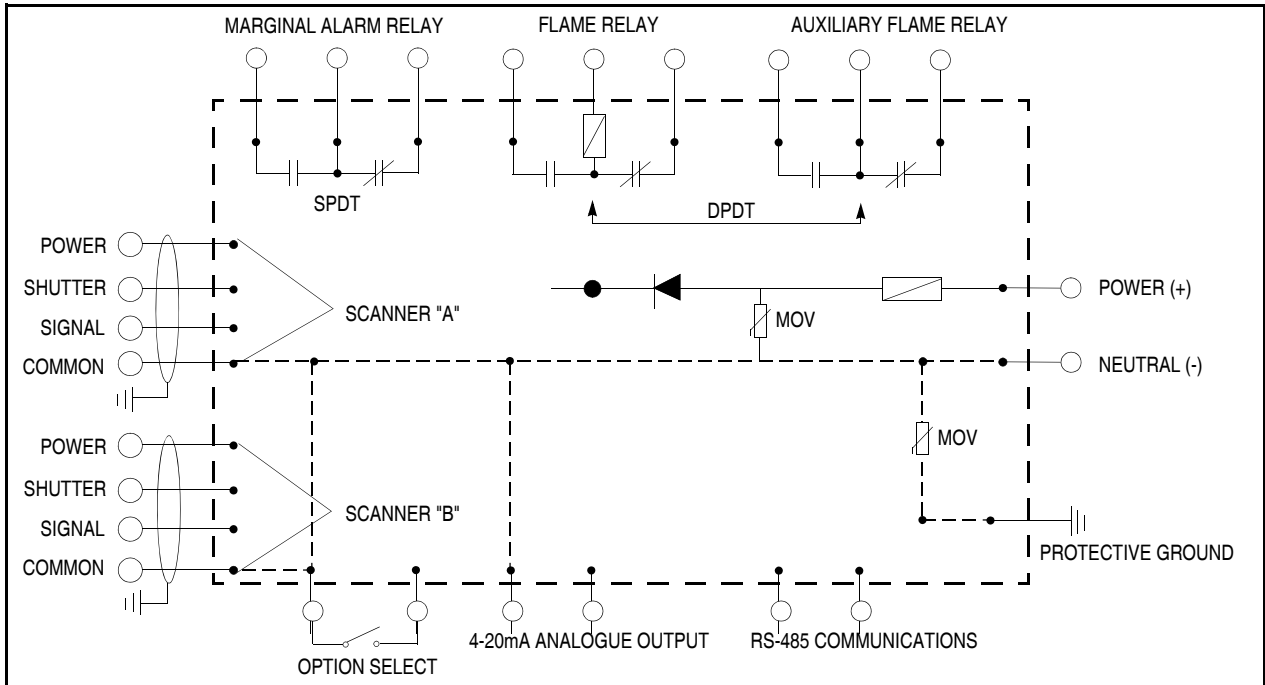 MARGINAL ALARM RELAY
FLAME RELAY
AUXILIARY FLAME RELAY
SPDT
DPDT
POWER
SHUTTER
SIGNAL
COMMON
SCANNER "A"
POWER (+)
MOV
NEUTRAL (-)
POWER
SHUTTER
SIGNAL
COMMON
SCANNER "B"
MOV
PROTECTIVE GROUND
OPTION SELECT
4-20mA ANALOGUE OUTPUT
RS-485 COMMUNICATIONS